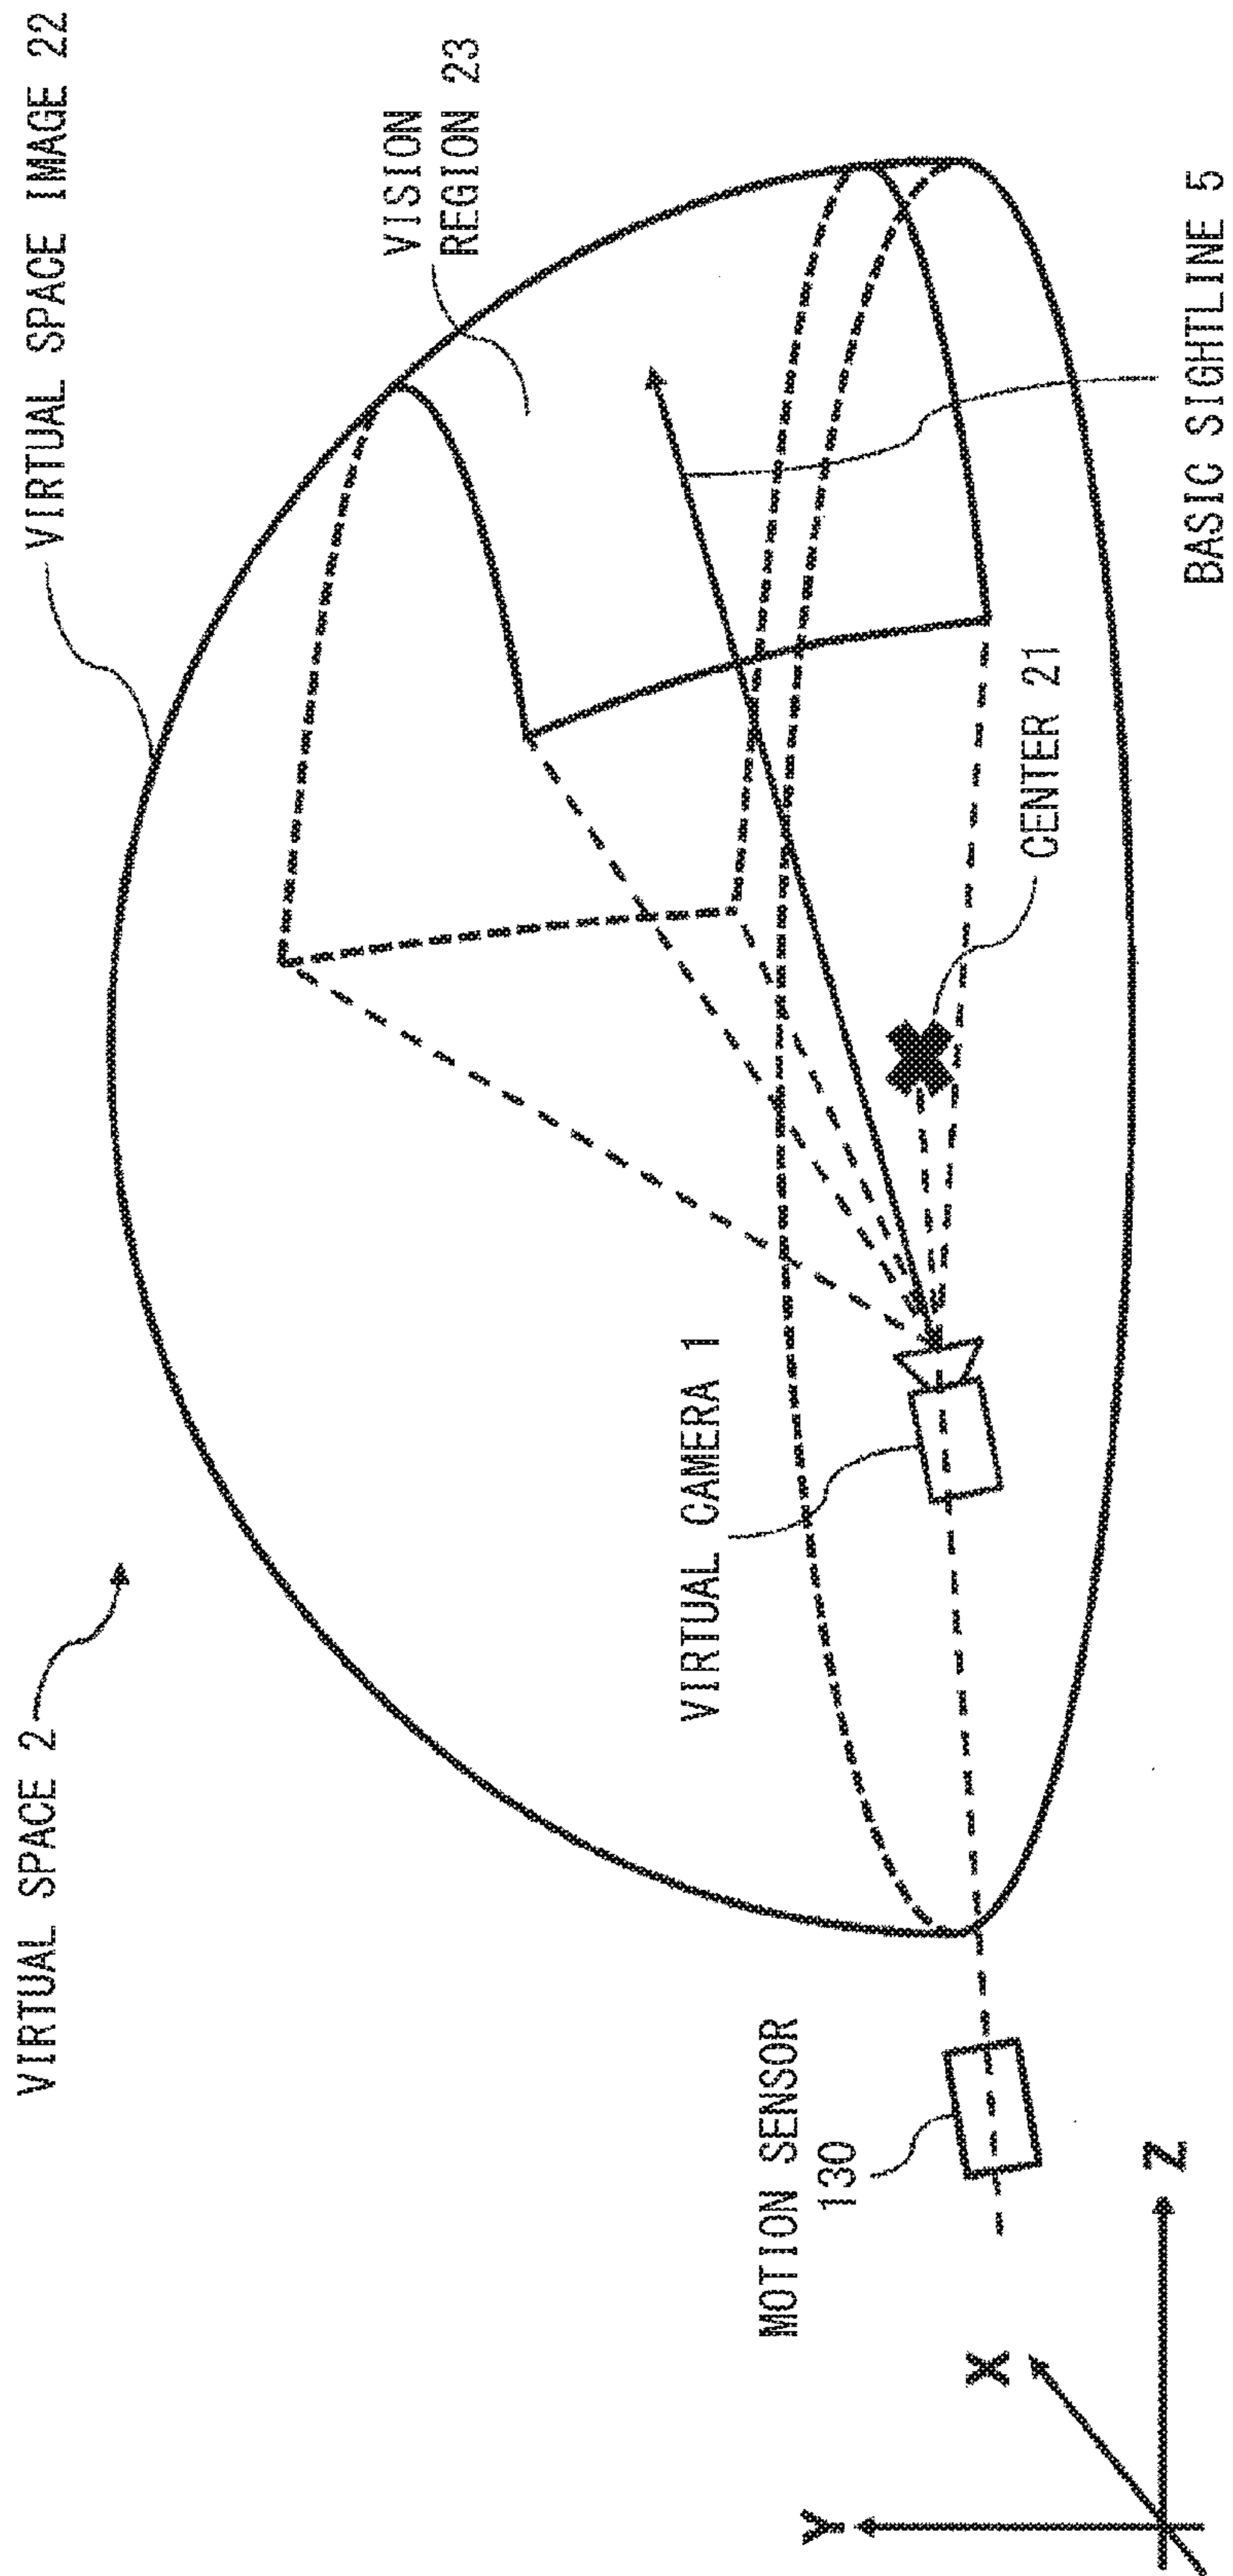 VIRTUAL SPACE 2
VIRTUAL SPACE IMAGE 22
VISION
REGION 23
VIRTUAL CAMERA 1
MOTION SENSOR
130
CENTER 21
BASIC SIGHTLINE 5
Y
X
Z